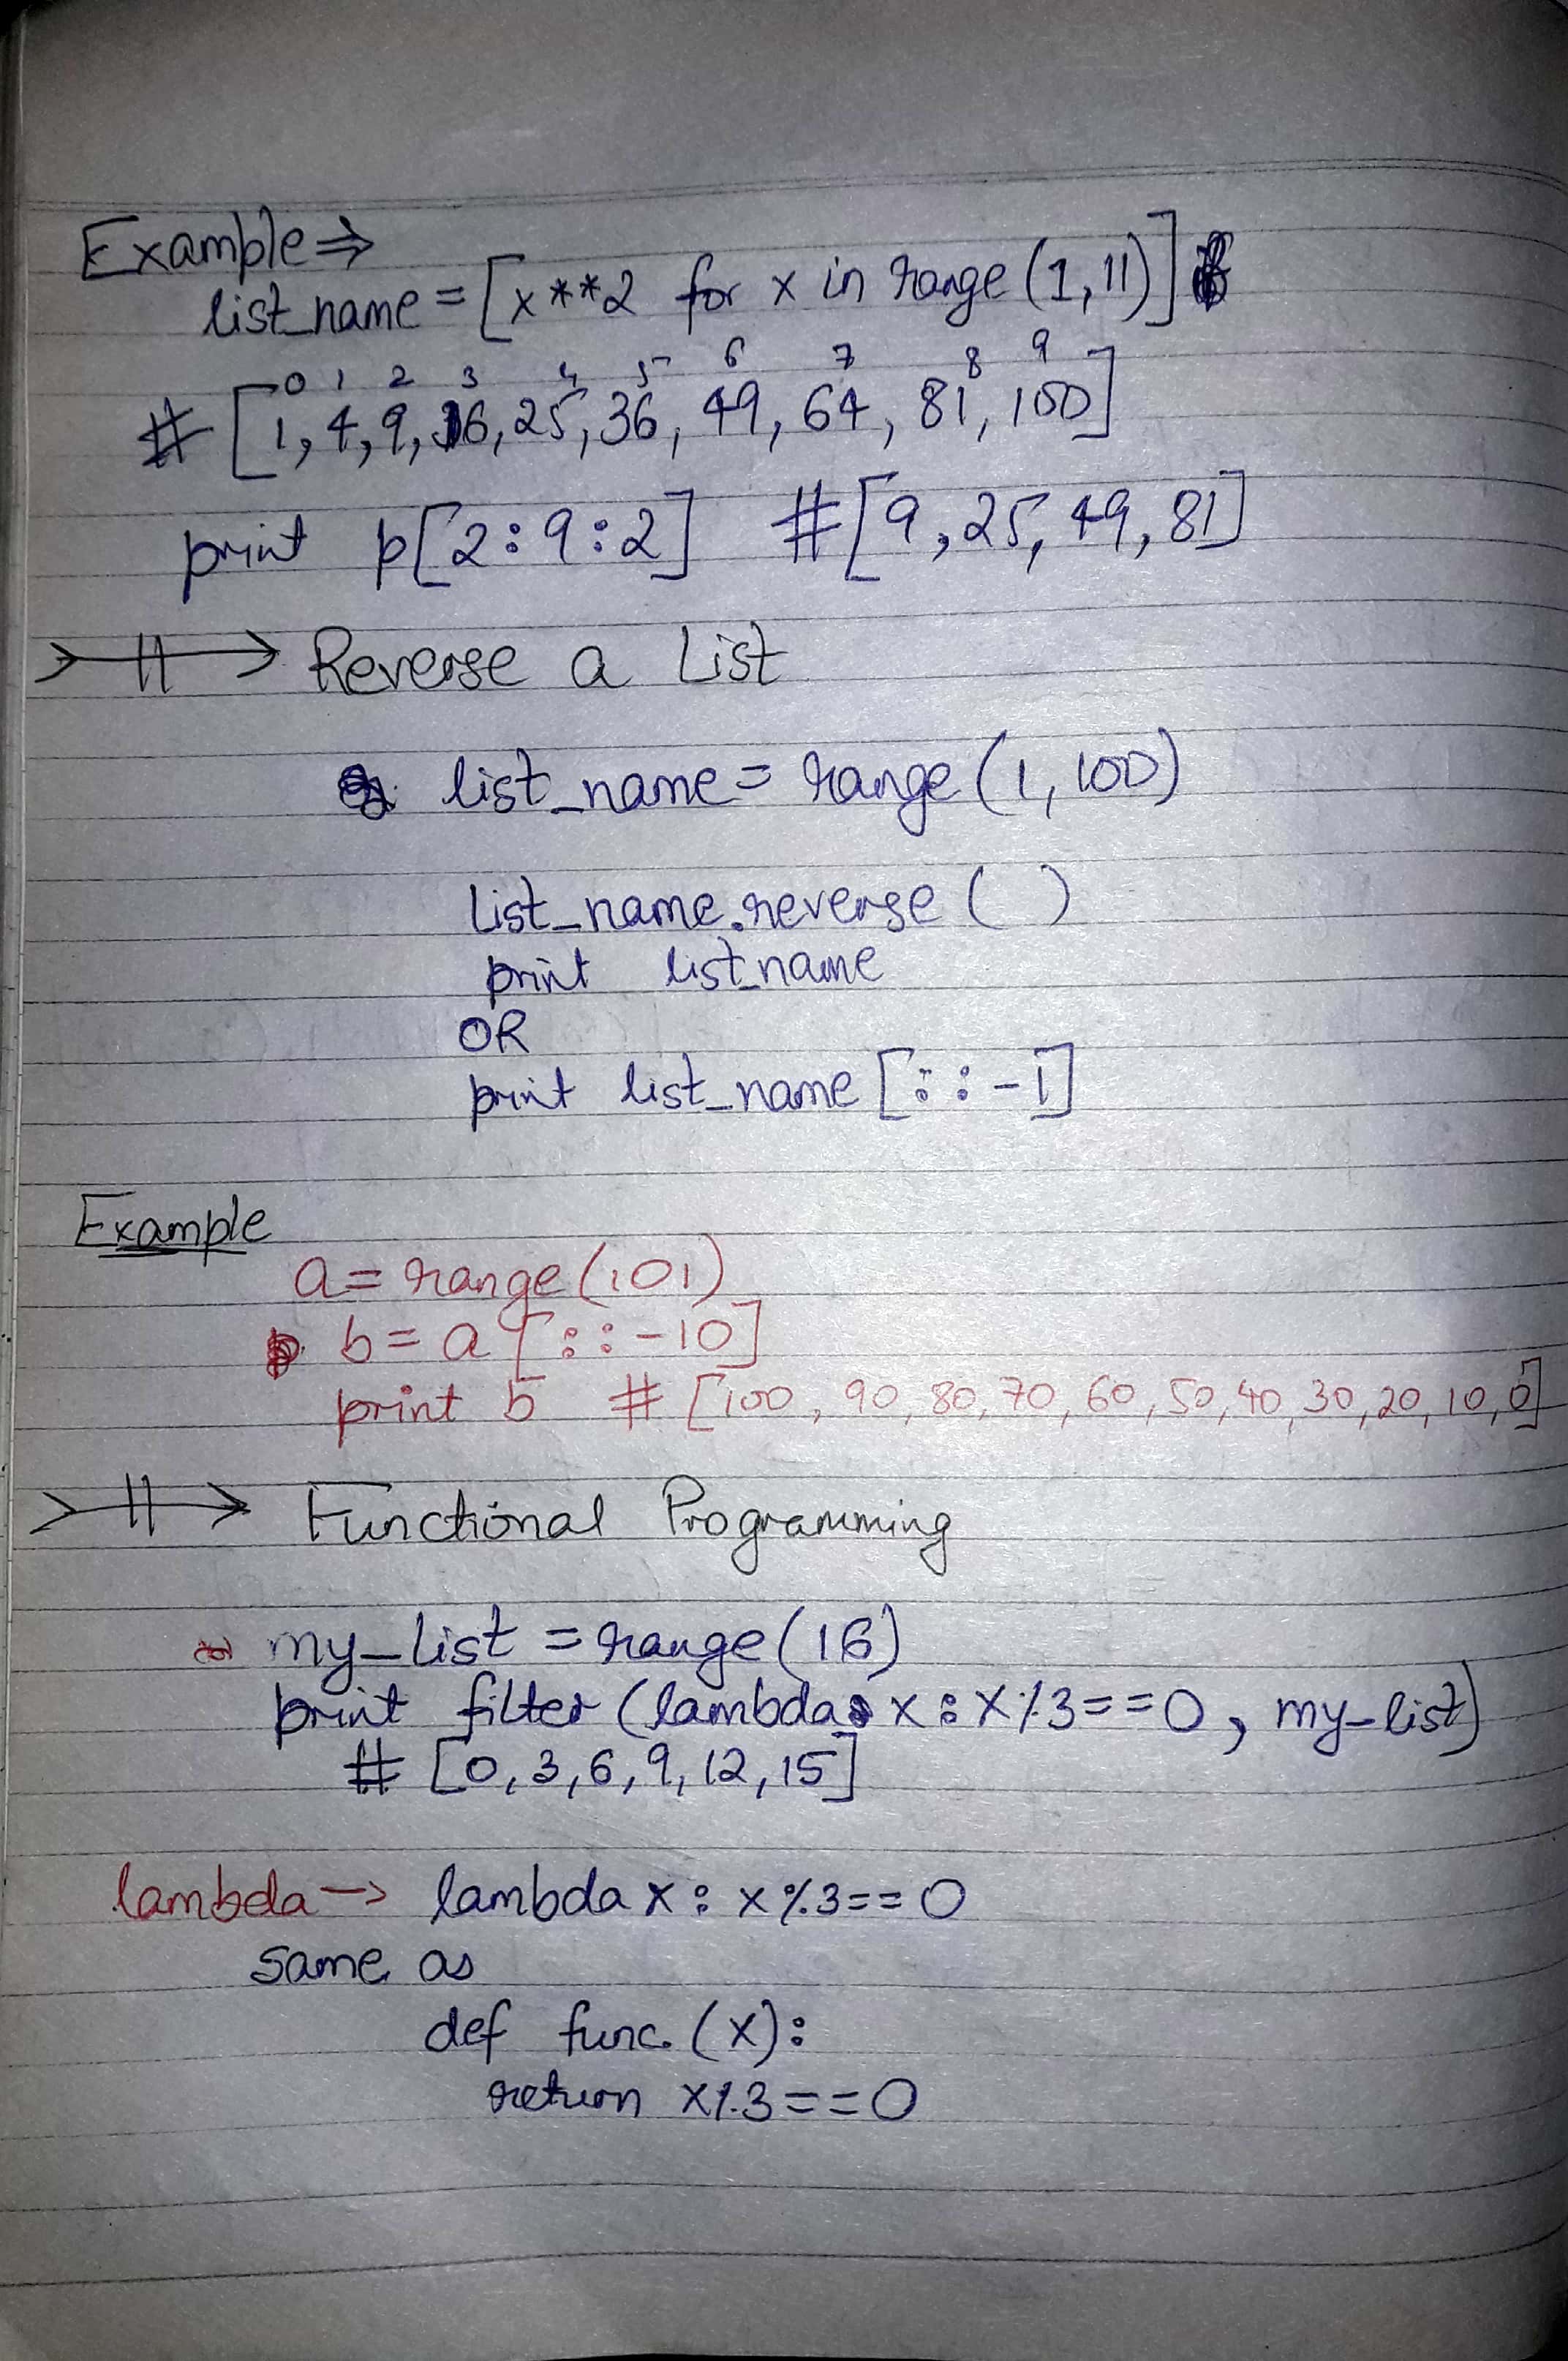 Example⇒
list_name = [x**2 for x in range (1,11)]
0 1 2 3 4 5 6 7 8 9
# [1, 4, 9, 16, 25, 36, 49, 64, 81, 100]
print p[2:9:2] # [9, 25, 49, 81]
Reverse a List
list_name = range (1, 100)
list_name.reverse ( )
print list_name
OR
print list_name [: : -1]
Example
a = range (101)
b = a [: : -10]
print b # [100, 90, 80, 70, 60, 50, 40, 30, 20, 10, 0]
Functional Programming
my_list = range (16)
print filter (lambda x : x%3==0, my_list)
# [0, 3, 6, 9, 12, 15]
lambda → lambda x : x%3==0
same as
def func. (x):
return x%3==0